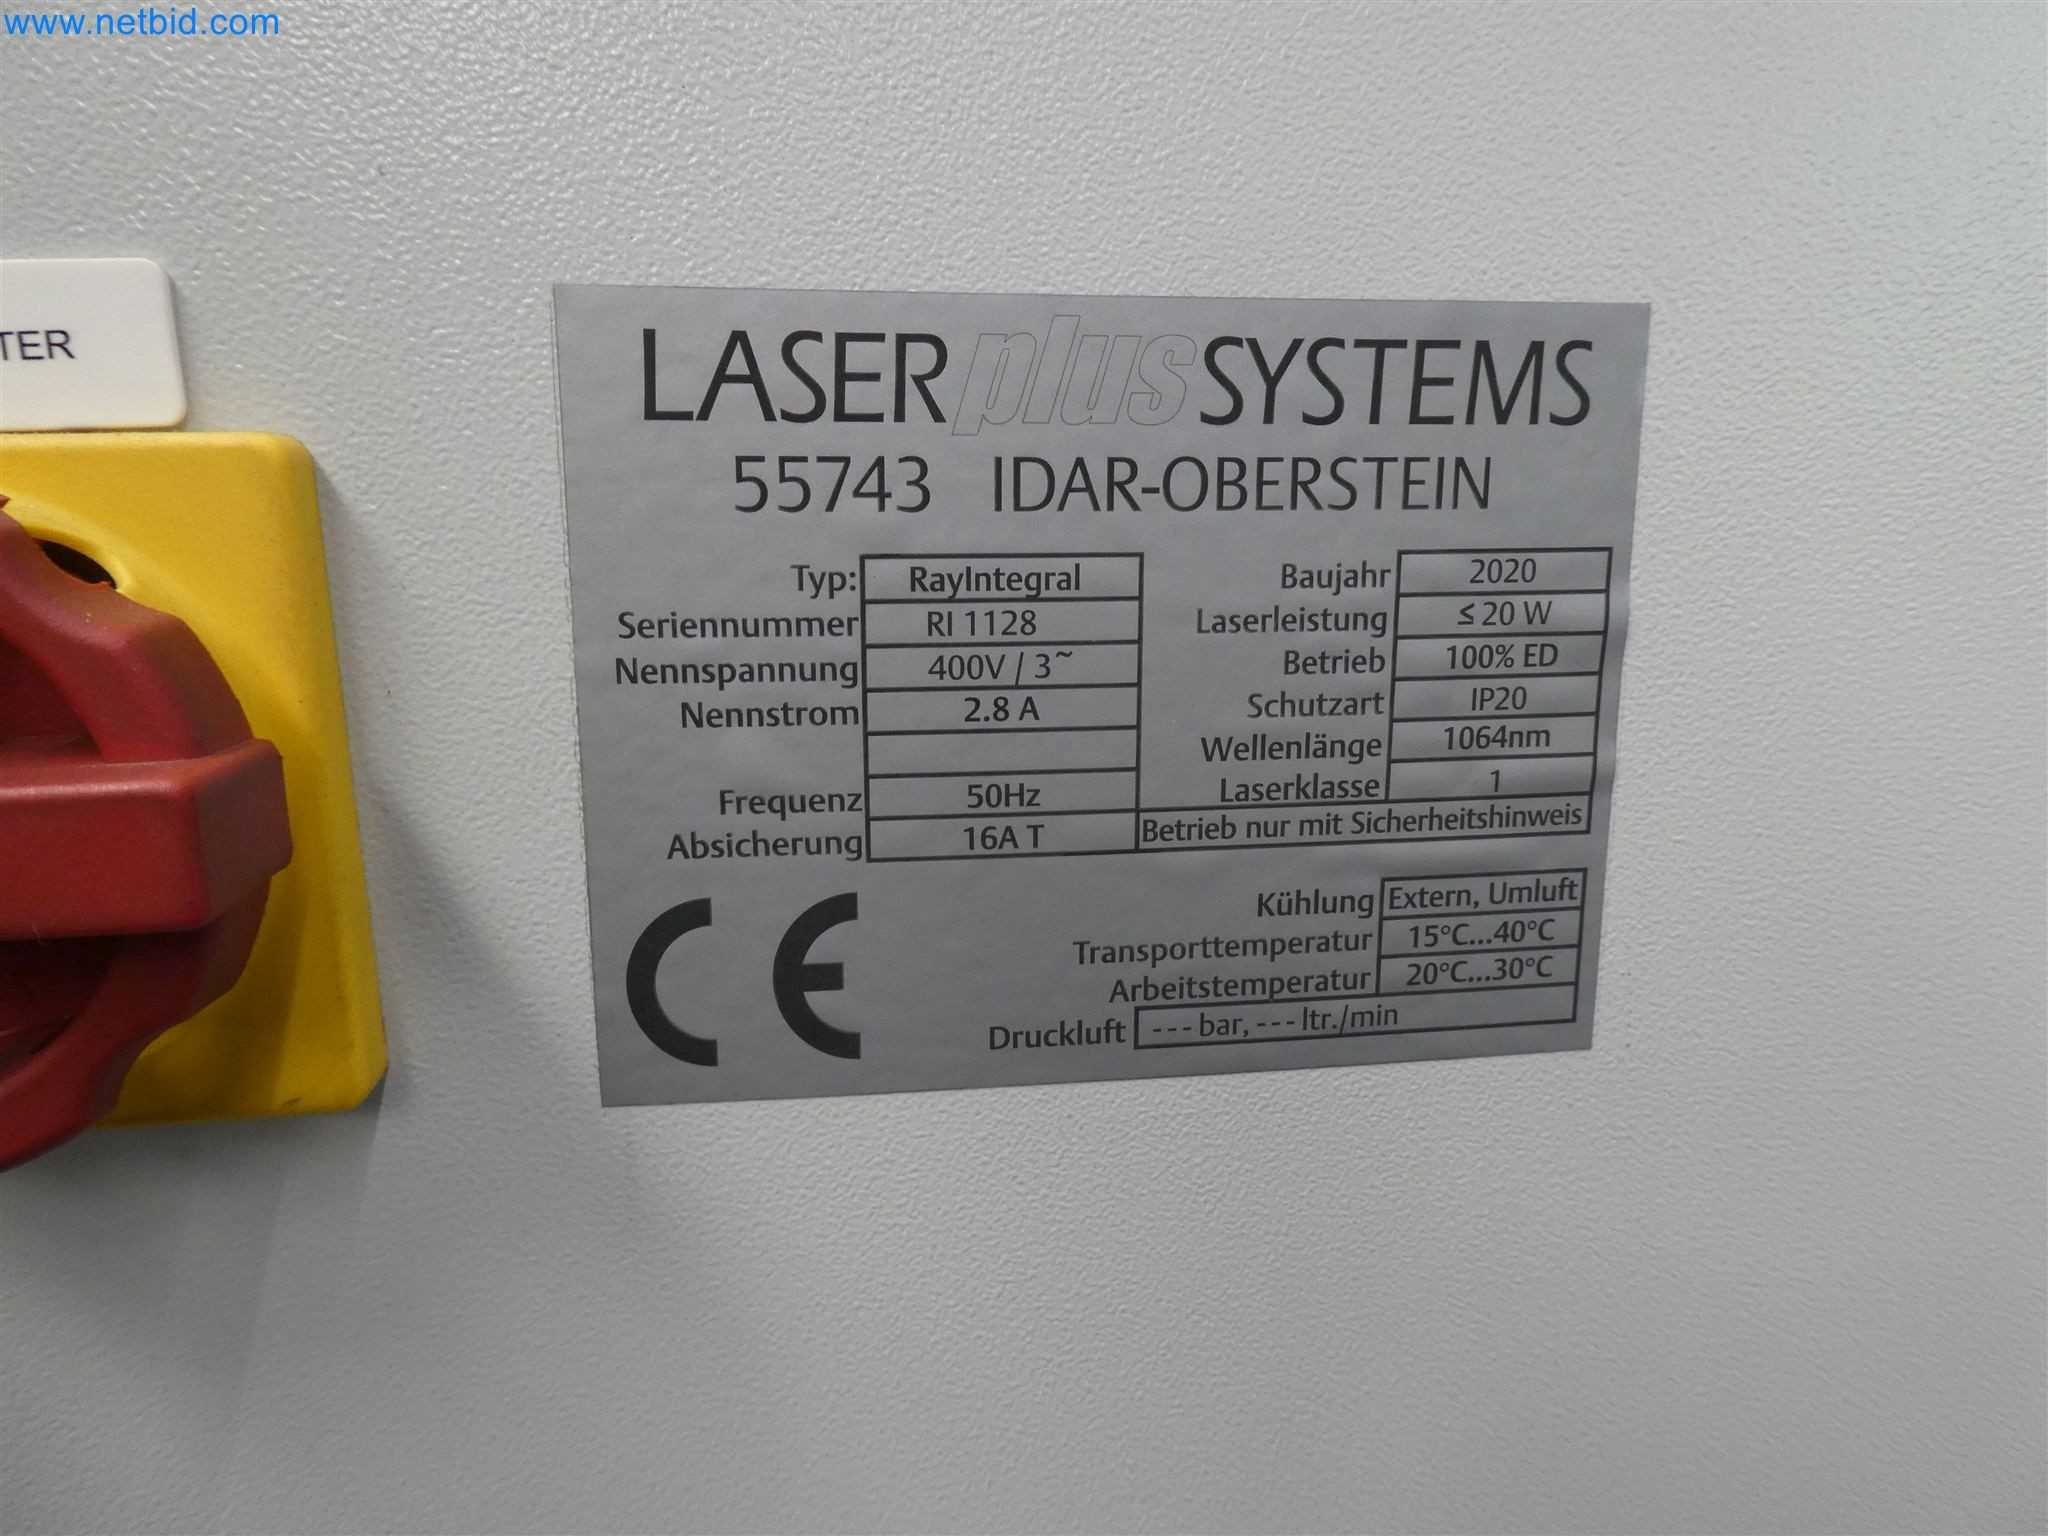 www.netbid.com
TER
LASER plus SYSTEMS
55743 IDAR-OBERSTEIN
Typ: RayIntegral
Seriennummer RI 1128
Nennspannung 400V / 3~
Nennstrom 2.8 A
Frequenz 50Hz
Absicherung 16A T
Baujahr 2020
Laserleistung ≤ 20 W
Betrieb 100% ED
Schutzart IP20
Wellenlänge 1064nm
Laserklasse 1
Betrieb nur mit Sicherheitshinweis
CE
Kühlung Extern, Umluft
Transporttemperatur 15°C...40°C
Arbeitstemperatur 20°C...30°C
Druckluft --- bar, --- ltr./min